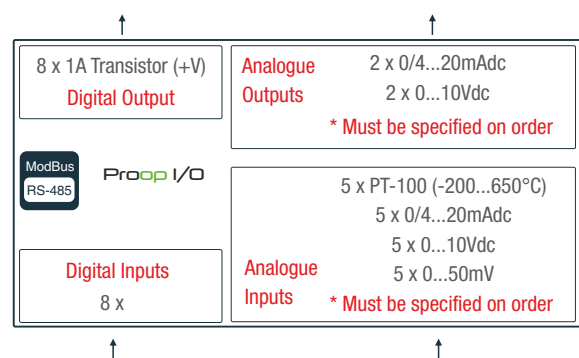 8 x 1A Transistor (+V)
Digital Output
Analogue
Outputs
2 x 0/4...20mAdc
2 x 0...10Vdc
* Must be specified on order
ModBus
RS-485
Proop I/O
Digital Inputs
8 x
Analogue
Inputs
5 x PT-100 (-200...650°C)
5 x 0/4...20mAdc
5 x 0...10Vdc
5 x 0...50mV
* Must be specified on order